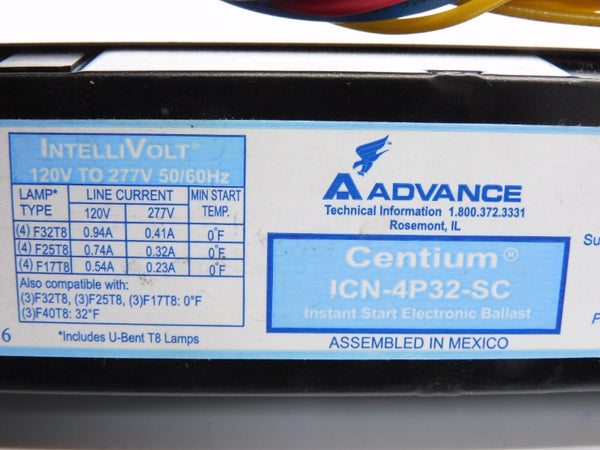 INTELLIVOLT®
120V TO 277V 50/60Hz
LAMP* TYPE LINE CURRENT MIN START TEMP.
120V 277V
(4) F32T8 0.94A 0.41A 0°F
(4) F25T8 0.74A 0.32A 0°F
(4) F17T8 0.54A 0.23A 0°F
Also compatible with:
(3)F32T8, (3)F25T8, (3)F17T8: 0°F
(3)F40T8: 32°F
6 *Includes U-Bent T8 Lamps
ADVANCE
Technical Information 1.800.372.3331
Rosemont, IL
Centium®
ICN-4P32-SC
Instant Start Electronic Ballast
ASSEMBLED IN MEXICO
Su
P